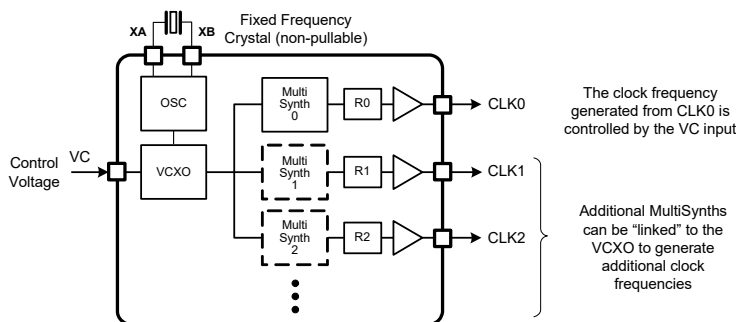 Fixed Frequency
Crystal (non-pullable)
XA
XB
OSC
Multi
Synth
0
R0
CLK0
The clock frequency
generated from CLK0 is
controlled by the VC input
Control
Voltage
VC
VCXO
Multi
Synth
1
R1
CLK1
Multi
Synth
2
R2
CLK2
Additional MultiSynths
can be “linked” to the
VCXO to generate
additional clock
frequencies